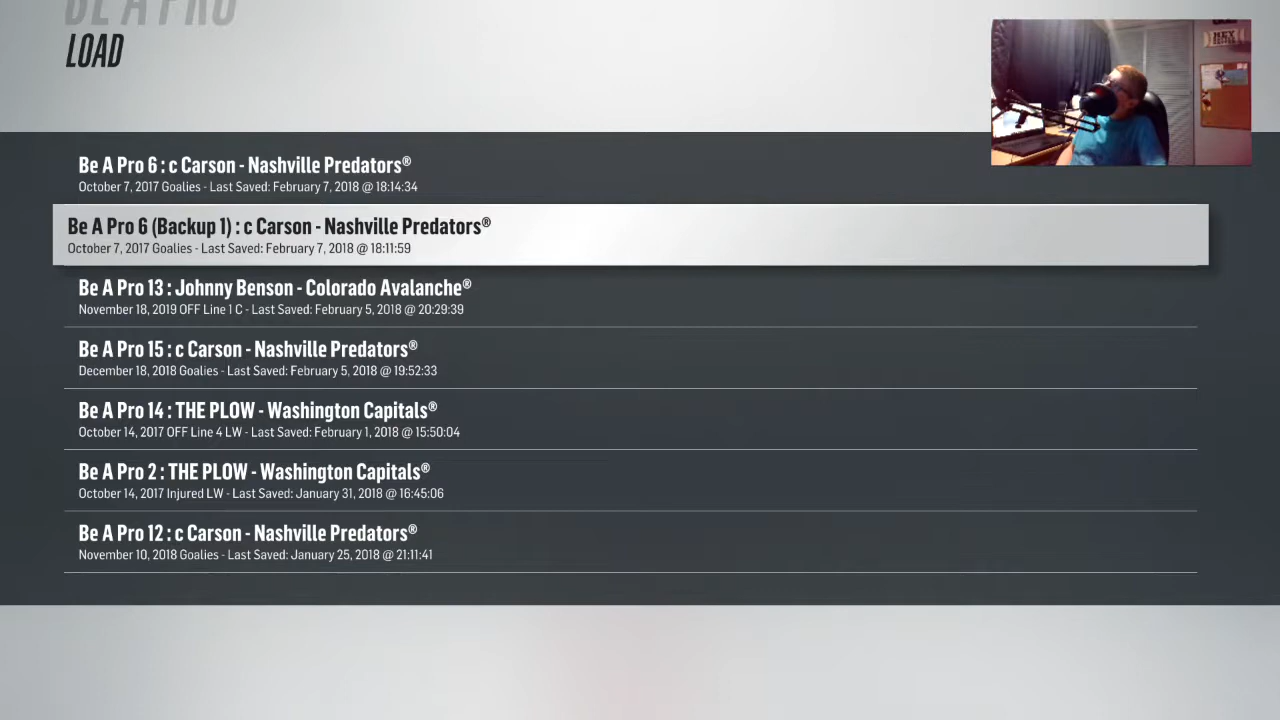 BE A PRO
LOAD
Be A Pro 6 : c Carson - Nashville Predators®
October 7, 2017 Goalies - Last Saved: February 7, 2018 @ 18:14:34
Be A Pro 6 (Backup 1) : c Carson - Nashville Predators®
October 7, 2017 Goalies - Last Saved: February 7, 2018 @ 18:11:59
Be A Pro 13 : Johnny Benson - Colorado Avalanche®
November 18, 2019 OFF Line 1 C - Last Saved: February 5, 2018 @ 20:29:39
Be A Pro 15 : c Carson - Nashville Predators®
December 18, 2018 Goalies - Last Saved: February 5, 2018 @ 19:52:33
Be A Pro 14 : THE PLOW - Washington Capitals®
October 14, 2017 OFF Line 4 LW - Last Saved: February 1, 2018 @ 15:50:04
Be A Pro 2 : THE PLOW - Washington Capitals®
October 14, 2017 Injured LW - Last Saved: January 31, 2018 @ 16:45:06
Be A Pro 12 : c Carson - Nashville Predators®
November 10, 2018 Goalies - Last Saved: January 25, 2018 @ 21:11:41